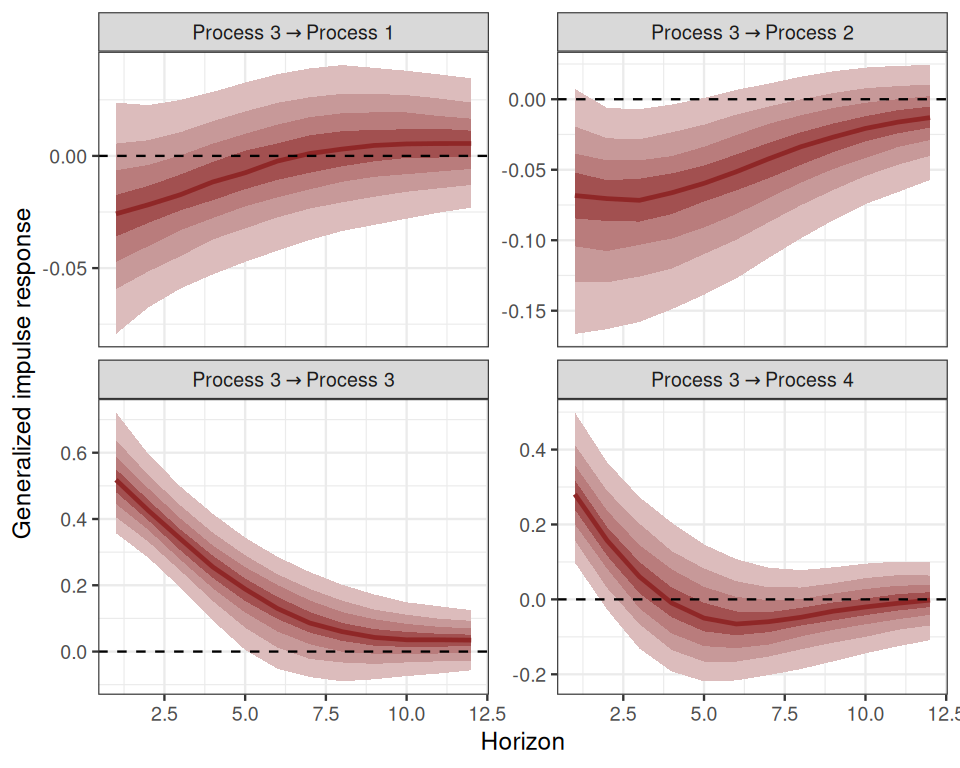 Process 3 → Process 1
Process 3 → Process 2
0.00
-0.05
0.00
-0.05
-0.10
-0.15
Process 3 → Process 3
Process 3 → Process 4
0.6
0.4
0.2
0.0
0.4
0.2
0.0
-0.2
2.5 5.0 7.5 10.0 12.5
2.5 5.0 7.5 10.0 12.5
Horizon
Generalized impulse response